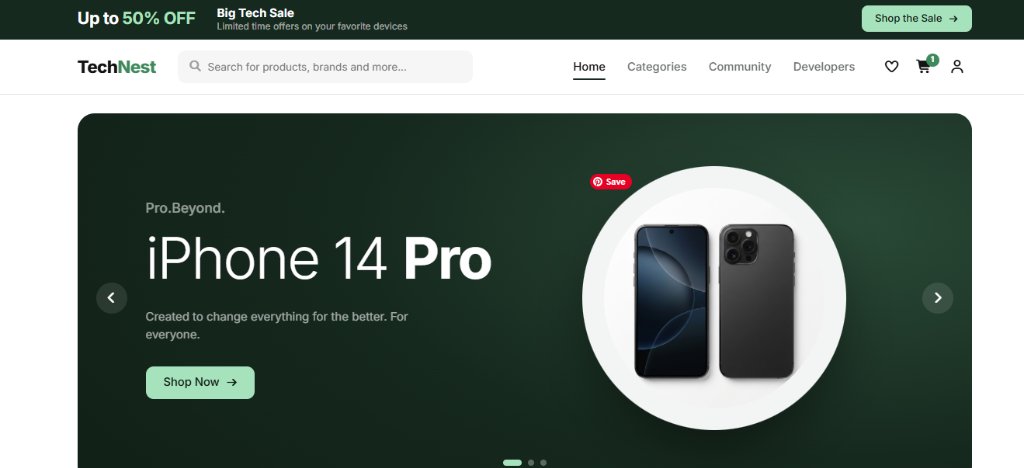 Up to 50% OFF
Big Tech Sale
Limited time offers on your favorite devices
Shop the Sale →
TechNest
Search for products, brands and more...
Home
Categories
Community
Developers
1
Save
Pro.Beyond.
iPhone 14 Pro
Created to change everything for the better. For
everyone.
Shop Now →